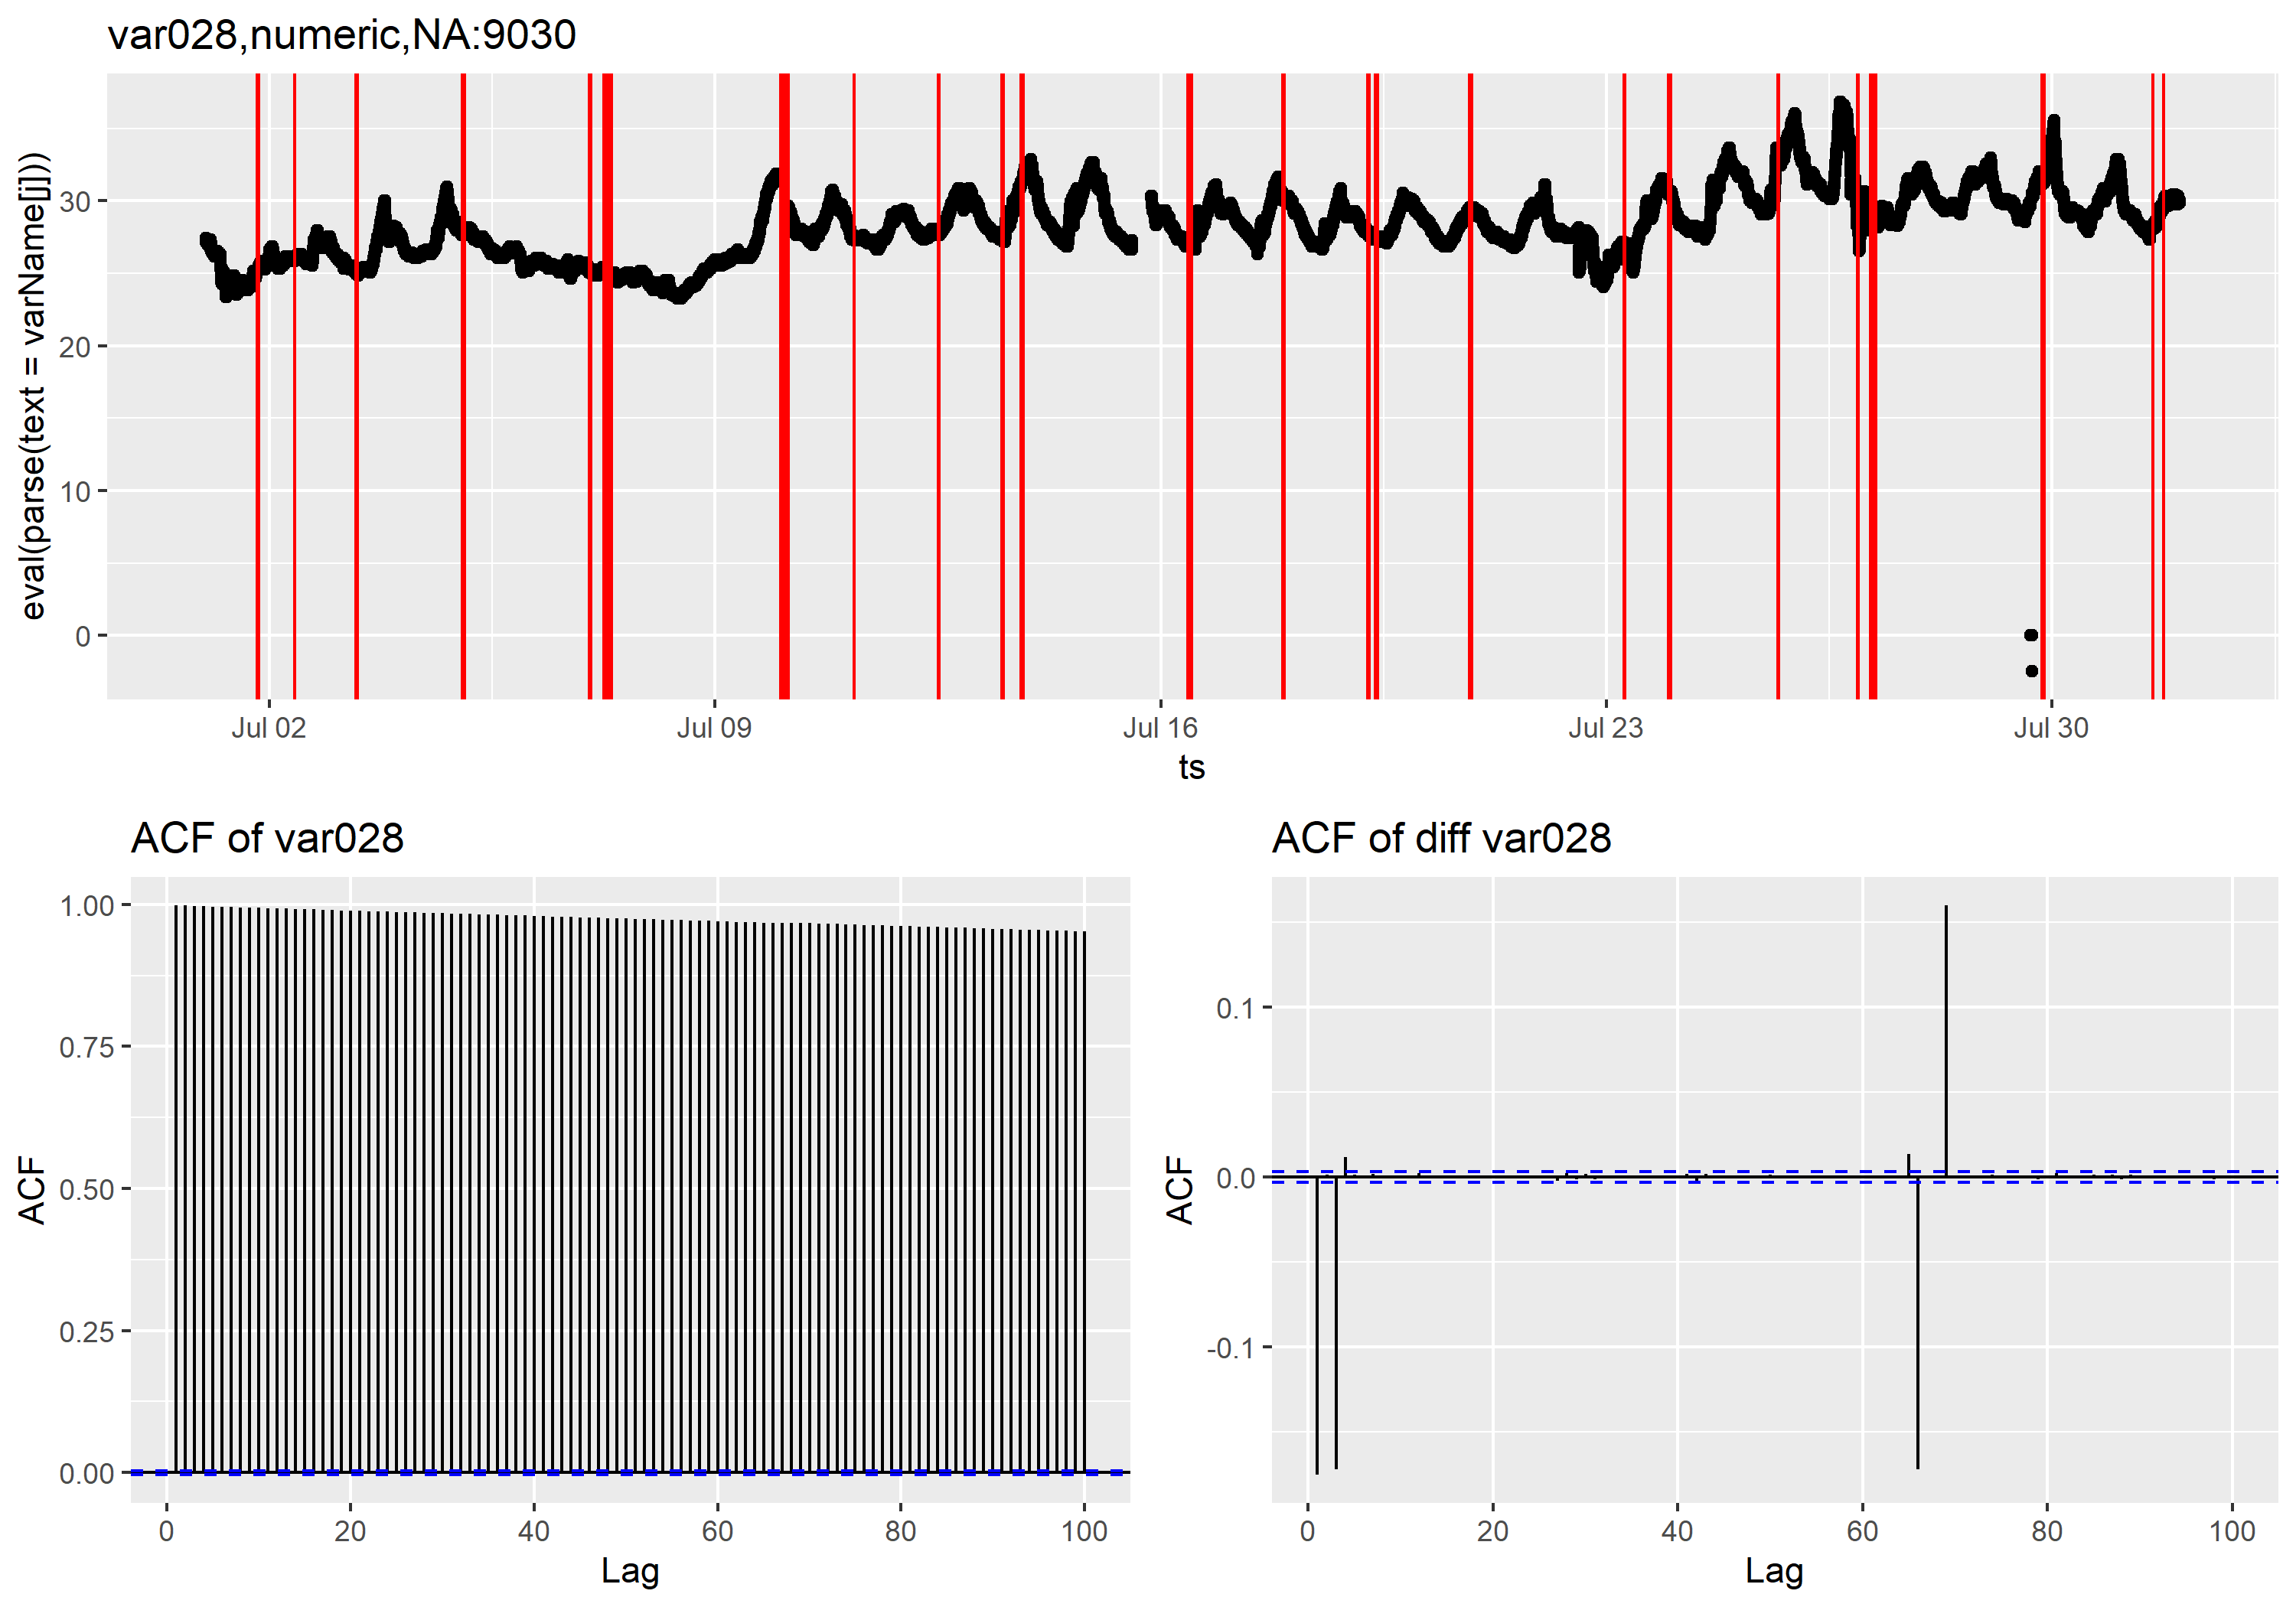 var028,numeric,NA:9030
eval(parse(text = varName[j]))
30
20
10
0
Jul 02
Jul 09
Jul 16
Jul 23
Jul 30
ts
ACF of var028
ACF
1.00
0.75
0.50
0.25
0.00
0
20
40
60
80
100
Lag
ACF of diff var028
ACF
0.1
0.0
-0.1
0
20
40
60
80
100
Lag